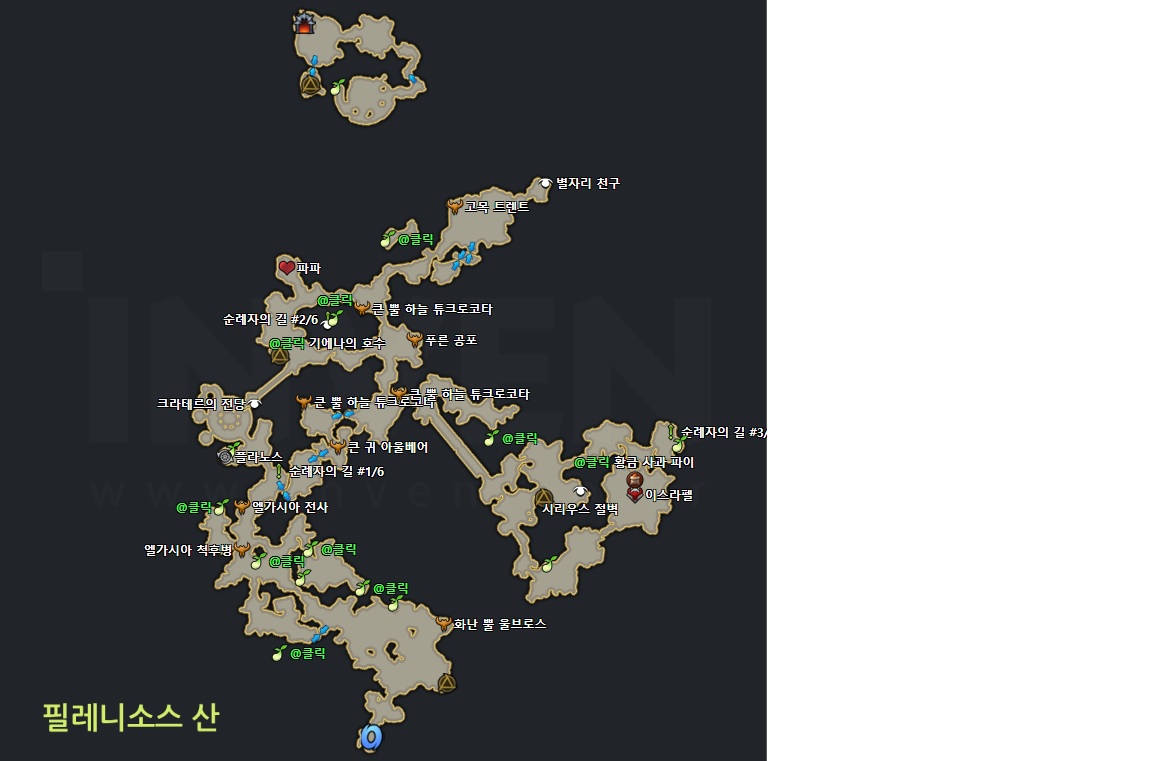 별자리 천구
고목 트렌트
@클릭
파파
@클릭
큰 뿔 하늘 튜크로코타
순례자의 길 #2/6
@클릭 기에나의 호수
푸른 공포
큰 뿔 하늘 튜크로코타
크라테르의 전당
큰 뿔 하늘 튜크로코타
순례자의 길 #3/
@클릭
큰 귀 아울베어
플라노스
@클릭 황금 사과 파이
순례자의 길 #1/6
이스라펠
@클릭
엘가시아 전사
시리우스 절벽
엘가시아 척후병
@클릭
@클릭
@클릭
화난 뿔 울브로스
@클릭
필레니소스 산
INVEN